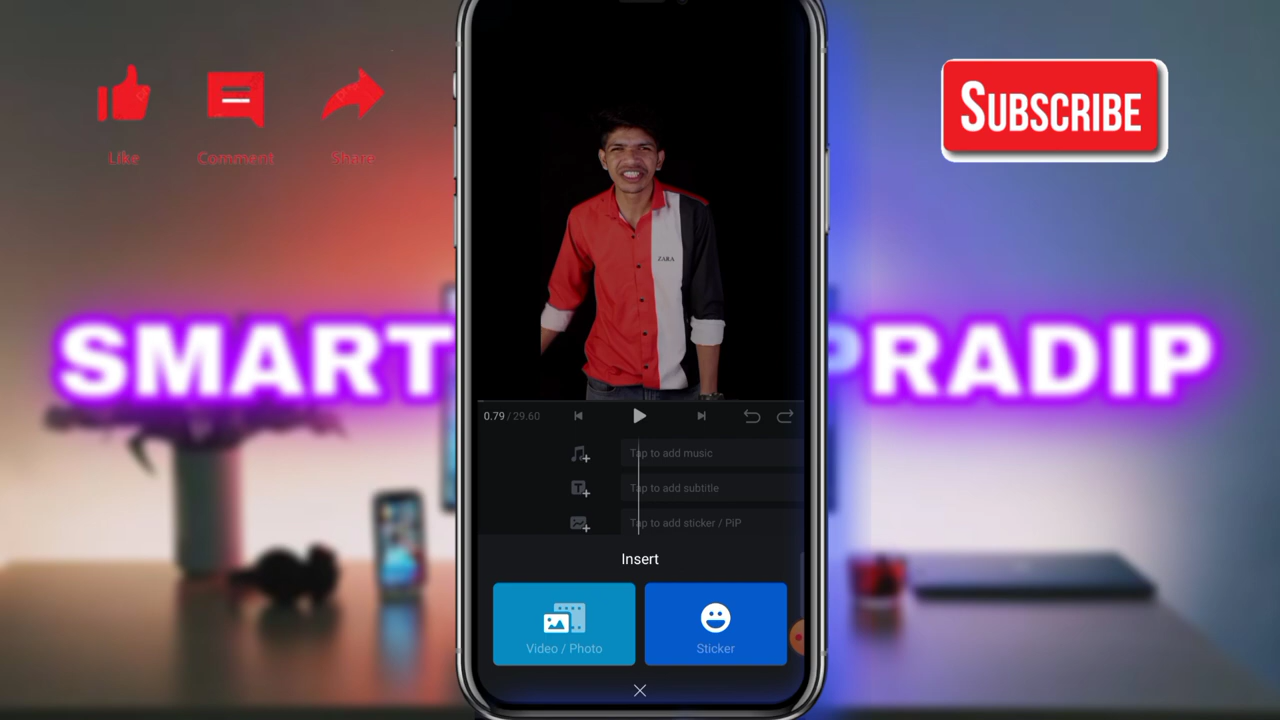 Like
Comment
Share
SUBSCRIBE
ZARA
SMART
PRADIP
0.79 / 29.60
Tap to add music
Tap to add subtitle
Tap to add sticker / PiP
Insert
Video / Photo
Sticker